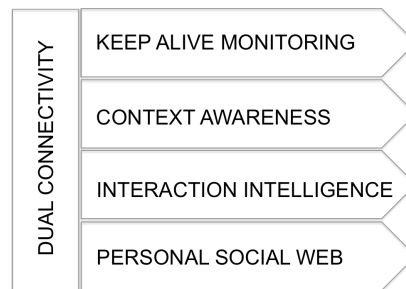 DUAL CONNECTIVITY
KEEP ALIVE MONITORING
CONTEXT AWARENESS
INTERACTION INTELLIGENCE
PERSONAL SOCIAL WEB